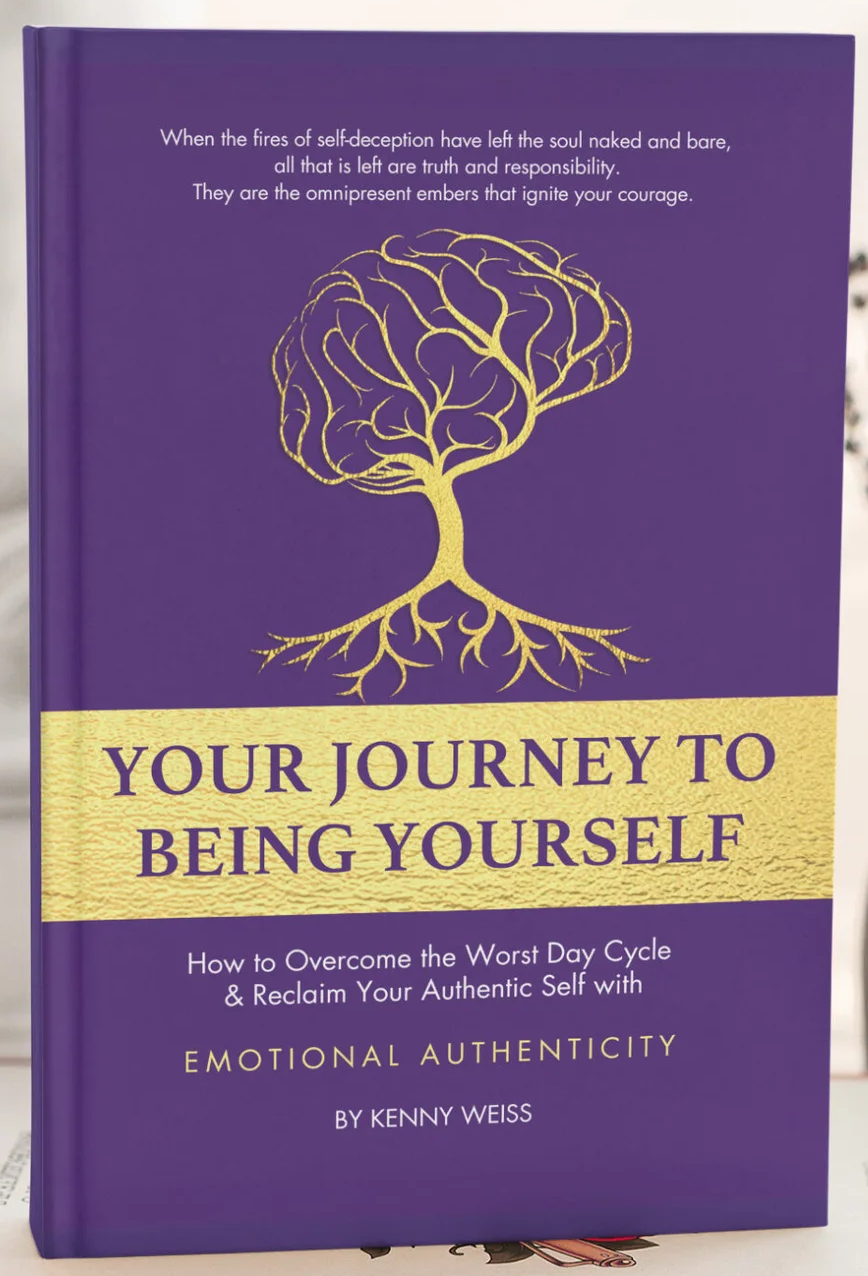 When the fires of self-deception have left the soul naked and bare,
all that is left are truth and responsibility.
They are the omnipresent embers that ignite your courage.
YOUR JOURNEY TO
BEING YOURSELF
How to Overcome the Worst Day Cycle
& Reclaim Your Authentic Self with
EMOTIONAL AUTHENTICITY
BY KENNY WEISS